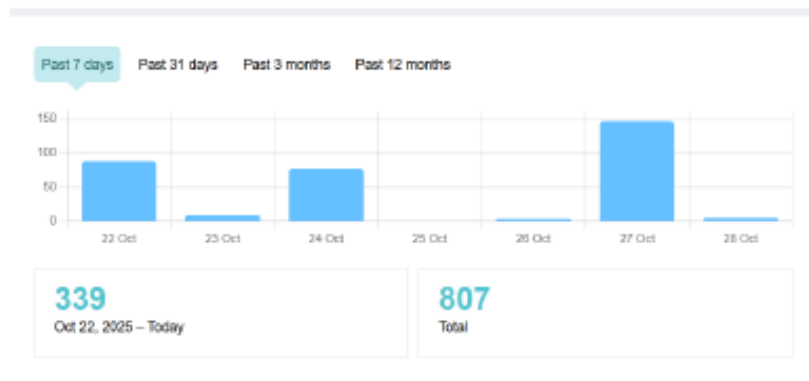 Past 7 days Past 31 days Past 3 months Past 12 months
150
100
50
0
22 Oct 23 Oct 24 Oct 25 Oct 26 Oct 27 Oct 28 Oct
339
Oct 22, 2025 – Today
807
Total